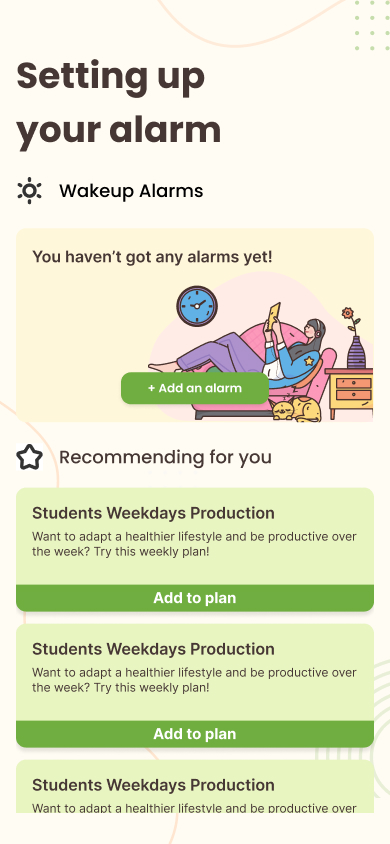 Setting up
your alarm
Wakeup Alarms
You haven’t got any alarms yet!
+ Add an alarm
Recommending for you
Students Weekdays Production
Want to adapt a healthier lifestyle and be productive over
the week? Try this weekly plan!
Add to plan
Students Weekdays Production
Want to adapt a healthier lifestyle and be productive over
the week? Try this weekly plan!
Add to plan
Students Weekdays Production
Want to adapt a healthier lifestyle and be productive over